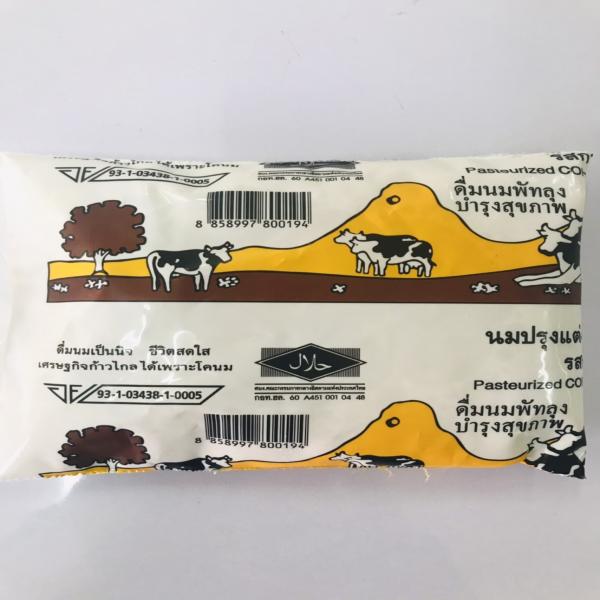 93-1-03438-1-0005
8 858997 800194
Pasteurized
ดื่มนมพัทลุง
บำรุงสุขภาพ
นมปรุงแต่
ดื่มนมเป็นนิจ ชีวิตสดใส
เศรษฐกิจก้าวไกล ได้เพราะโคนม
93-1-03438-1-0005
حلال
กอท.ฮล. 60 A451 001 04 48
รส
Pasteurized CO
8 858997 800194
ดื่มนมพัทลุง
บำรุงสุขภาพ